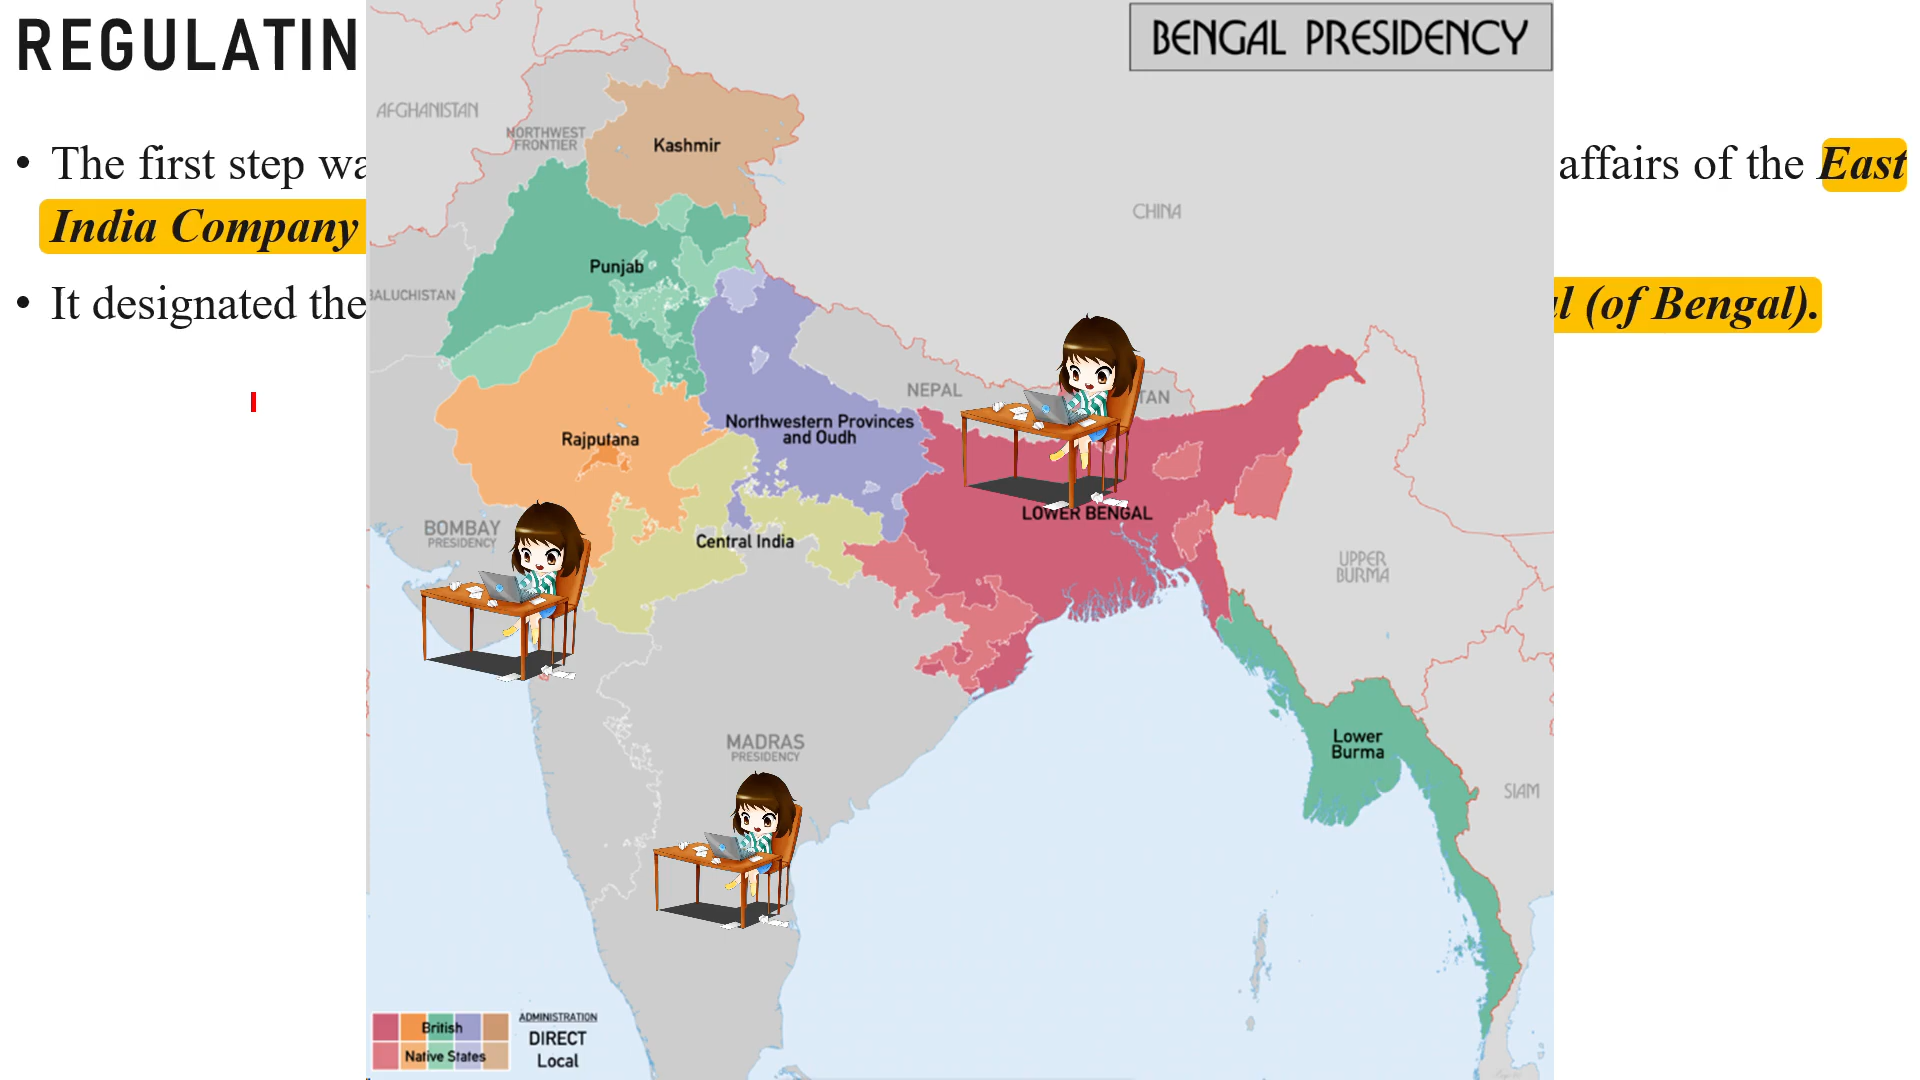 REGULATIN
BENGAL PRESIDENCY
• The first step wa
affairs of the East
India Company
• It designated the
l (of Bengal).
AFGHANISTAN
NORTHWEST
FRONTIER
Kashmir
CHINA
Punjab
BALUCHISTAN
NEPAL
TAN
Rajputana
Northwestern Provinces
and Oudh
BOMBAY
PRESIDENCY
Central India
LOWER BENGAL
UPPER
BURMA
MADRAS
PRESIDENCY
Lower
Burma
SIAM
British
Native States
ADMINISTRATION
DIRECT
Local